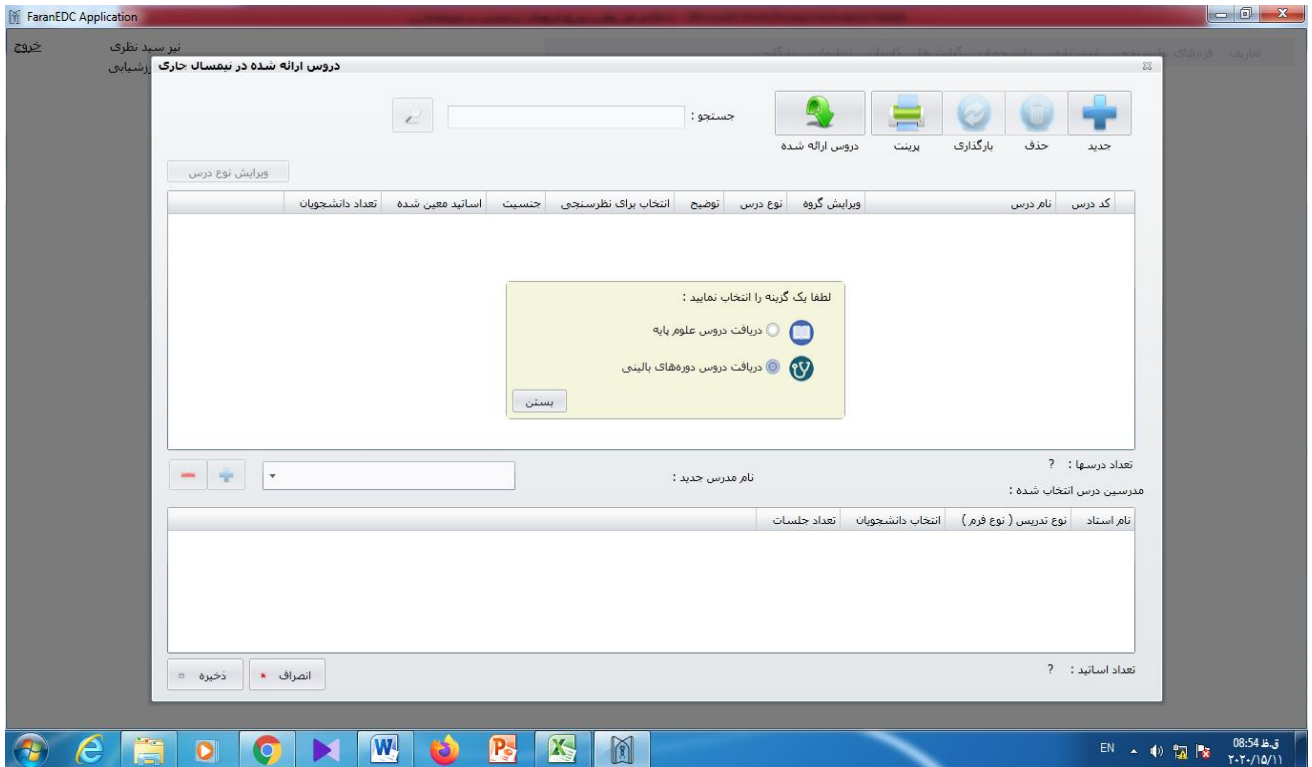 FaranEDC Application
خروج
نیر سید نظری
رزشیابی
دروس ارائه شده در نیمسال جاری
جستجو :
جدید حذف بارگذاری پرینت دروس ارائه شده
ویرایش نوع درس
کد درس نام درس ویرایش گروه نوع درس توضیح انتخاب برای نظرسنجی جنسیت اساتید معین شده تعداد دانشجویان
لطفا یک گزینه را انتخاب نمایید :
دریافت دروس علوم پایه
دریافت دروس دوره‌های بالینی
بستن
تعداد درسها : ?
نام مدرس جدید :
مدرسین درس انتخاب شده :
نام استاد نوع تدریس ( نوع فرم ) انتخاب دانشجویان تعداد جلسات
تعداد اساتید : ?
انصراف ذخیره
EN
08:54 ق.ظ
۲۰۲۰/۱۵/۱۱